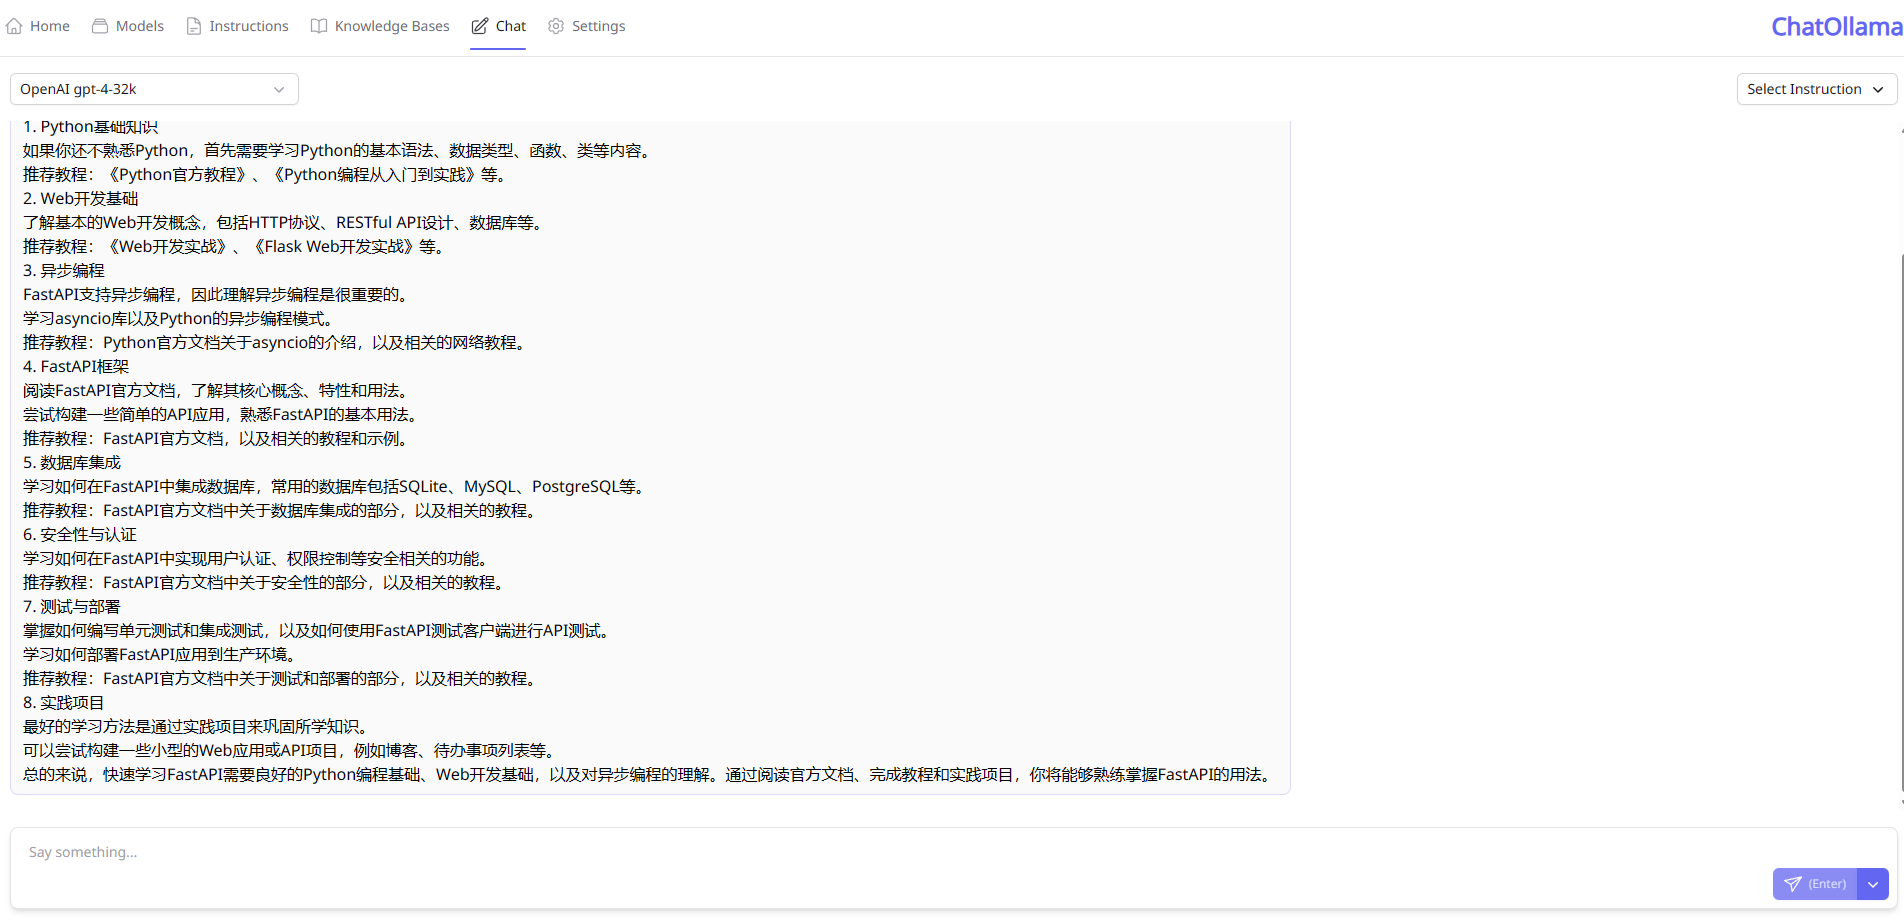 Home Models Instructions Knowledge Bases Chat Settings ChatOllama
OpenAI gpt-4-32k Select Instruction
1. Python基础知识
如果你还不熟悉Python，首先需要学习Python的基本语法、数据类型、函数、类等内容。
推荐教程：《Python官方教程》、《Python编程从入门到实践》等。
2. Web开发基础
了解基本的Web开发概念，包括HTTP协议、RESTful API设计、数据库等。
推荐教程：《Web开发实战》、《Flask Web开发实战》等。
3. 异步编程
FastAPI支持异步编程，因此理解异步编程是很重要的。
学习asyncio库以及Python的异步编程模式。
推荐教程：Python官方文档关于asyncio的介绍，以及相关的网络教程。
4. FastAPI框架
阅读FastAPI官方文档，了解其核心概念、特性和用法。
尝试构建一些简单的API应用，熟悉FastAPI的基本用法。
推荐教程：FastAPI官方文档，以及相关的教程和示例。
5. 数据库集成
学习如何在FastAPI中集成数据库，常用的数据库包括SQLite、MySQL、PostgreSQL等。
推荐教程：FastAPI官方文档中关于数据库集成的部分，以及相关的教程。
6. 安全性与认证
学习如何在FastAPI中实现用户认证、权限控制等安全相关的功能。
推荐教程：FastAPI官方文档中关于安全性的部分，以及相关的教程。
7. 测试与部署
掌握如何编写单元测试和集成测试，以及如何使用FastAPI测试客户端进行API测试。
学习如何部署FastAPI应用到生产环境。
推荐教程：FastAPI官方文档中关于测试和部署的部分，以及相关的教程。
8. 实践项目
最好的学习方法是通过实践项目来巩固所学知识。
可以尝试构建一些小型的Web应用或API项目，例如博客、待办事项列表等。
总的来说，快速学习FastAPI需要良好的Python编程基础、Web开发基础，以及对异步编程的理解。通过阅读官方文档、完成教程和实践项目，你将能够熟练掌握FastAPI的用法。
Say something...
(Enter)